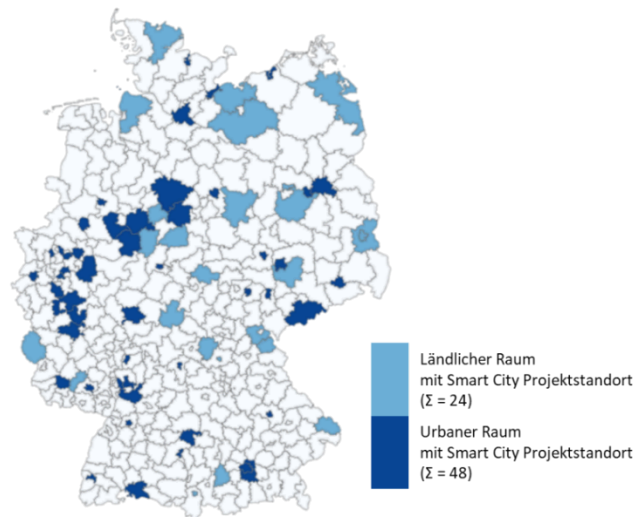 Ländlicher Raum
mit Smart City Projektstandort
(Σ = 24)
Urbaner Raum
mit Smart City Projektstandort
(Σ = 48)